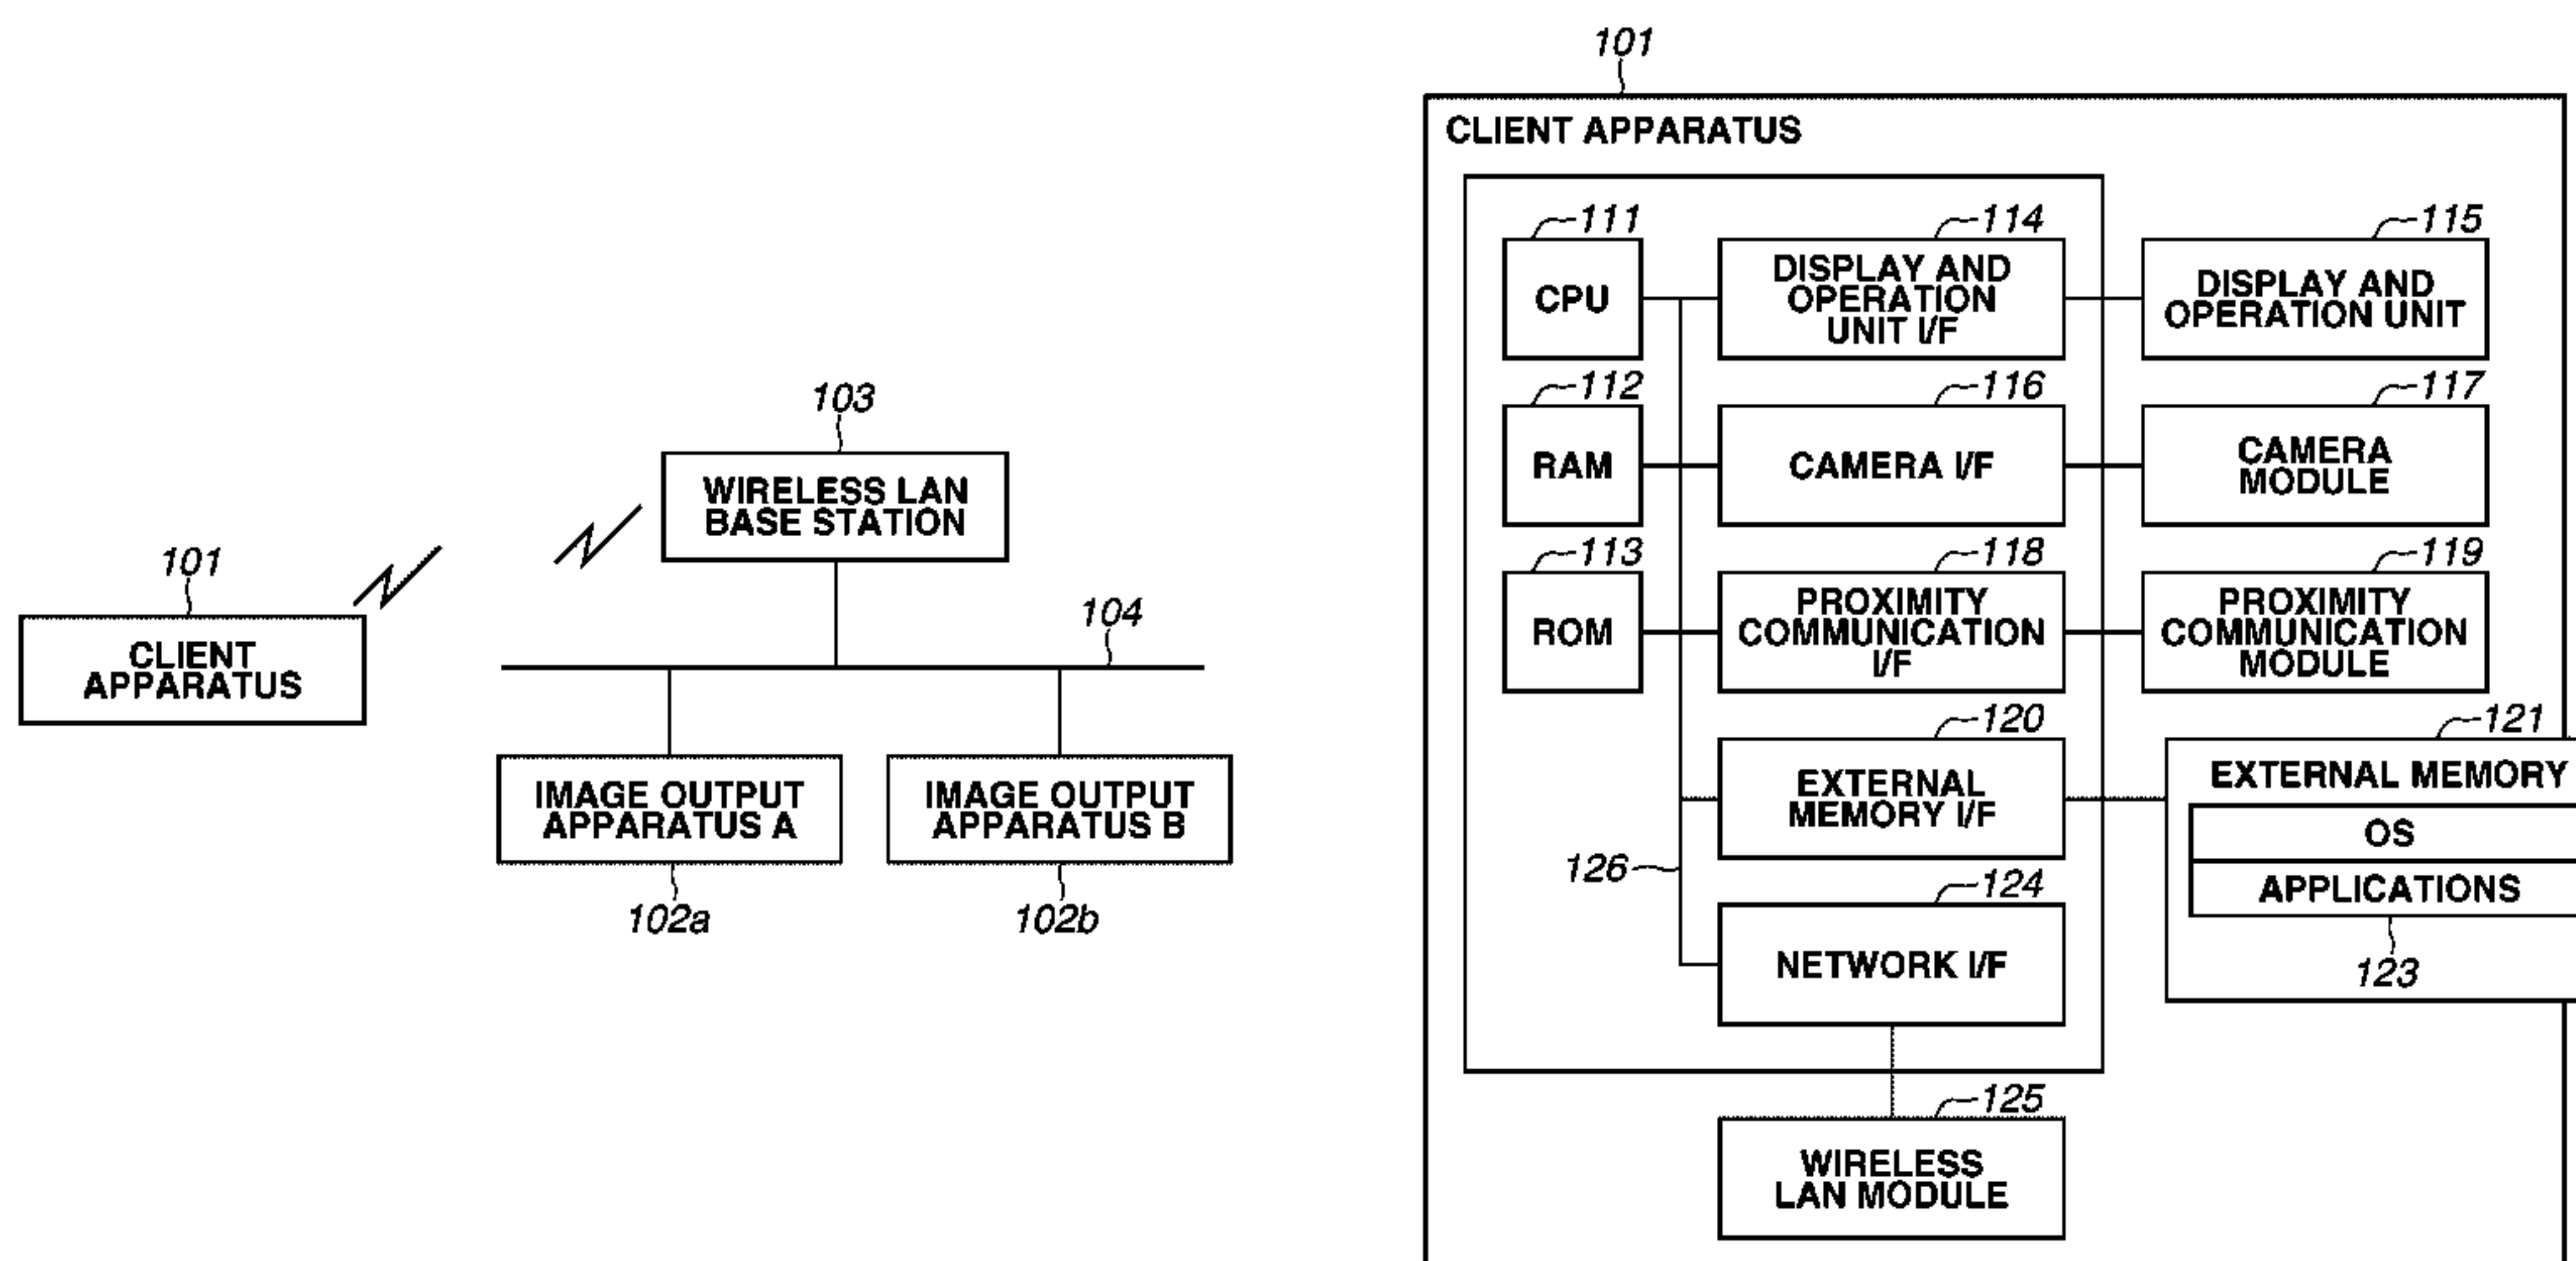 103
WIRELESS LAN
BASE STATION
101
CLIENT
APPARATUS
104
IMAGE OUTPUT
APPARATUS A
102a
IMAGE OUTPUT
APPARATUS B
102b
101
CLIENT APPARATUS
111
CPU
114
DISPLAY AND
OPERATION
UNIT I/F
115
DISPLAY AND
OPERATION UNIT
112
RAM
116
CAMERA I/F
117
CAMERA
MODULE
113
ROM
118
PROXIMITY
COMMUNICATION
I/F
119
PROXIMITY
COMMUNICATION
MODULE
120
EXTERNAL
MEMORY I/F
121
EXTERNAL MEMORY
OS
APPLICATIONS
123
126
124
NETWORK I/F
125
WIRELESS
LAN MODULE